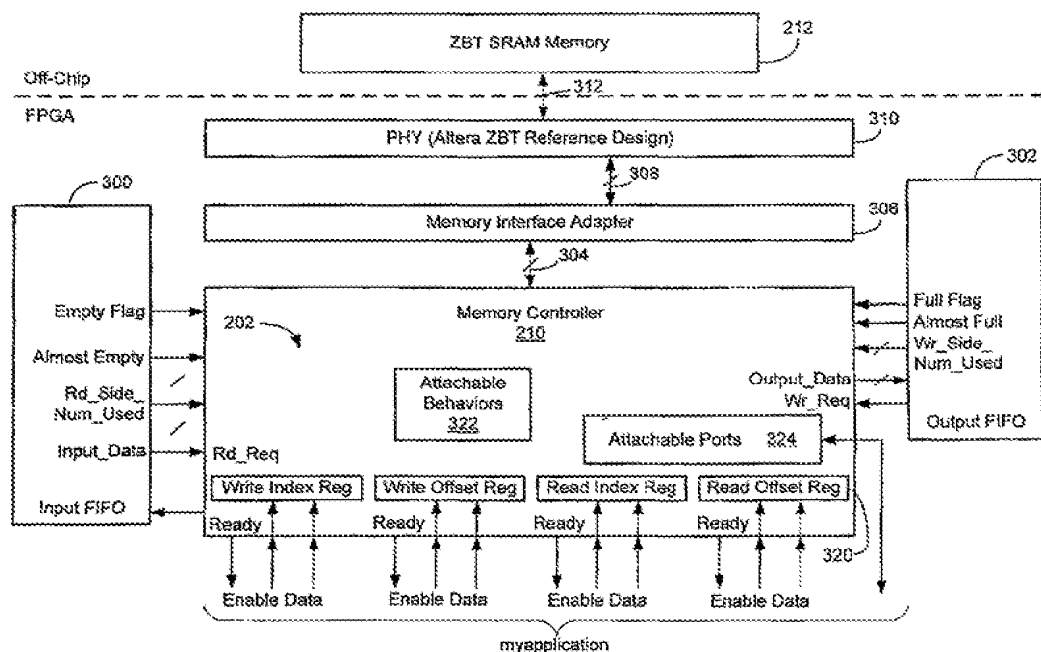 ZBT SRAM Memory
212
Off-Chip
312
FPGA
PHY (Altera ZBT Reference Design)
310
308
302
300
Memory Interface Adapter
306
304
Empty Flag
Almost Empty
Rd_Side_
Num_Used
Input_Data
Input FIFO
Memory Controller
210
202
Attachable
Behaviors
322
Full Flag
Almost Full
Wr_Side_
Num_Used
Output_Data
Wr_Req
Output FIFO
Attachable Ports 324
Rd_Req
Write Index Reg
Write Offset Reg
Read Index Reg
Read Offset Reg
Ready
Ready
Ready
Ready
320
Enable Data
Enable Data
Enable Data
Enable Data
myapplication